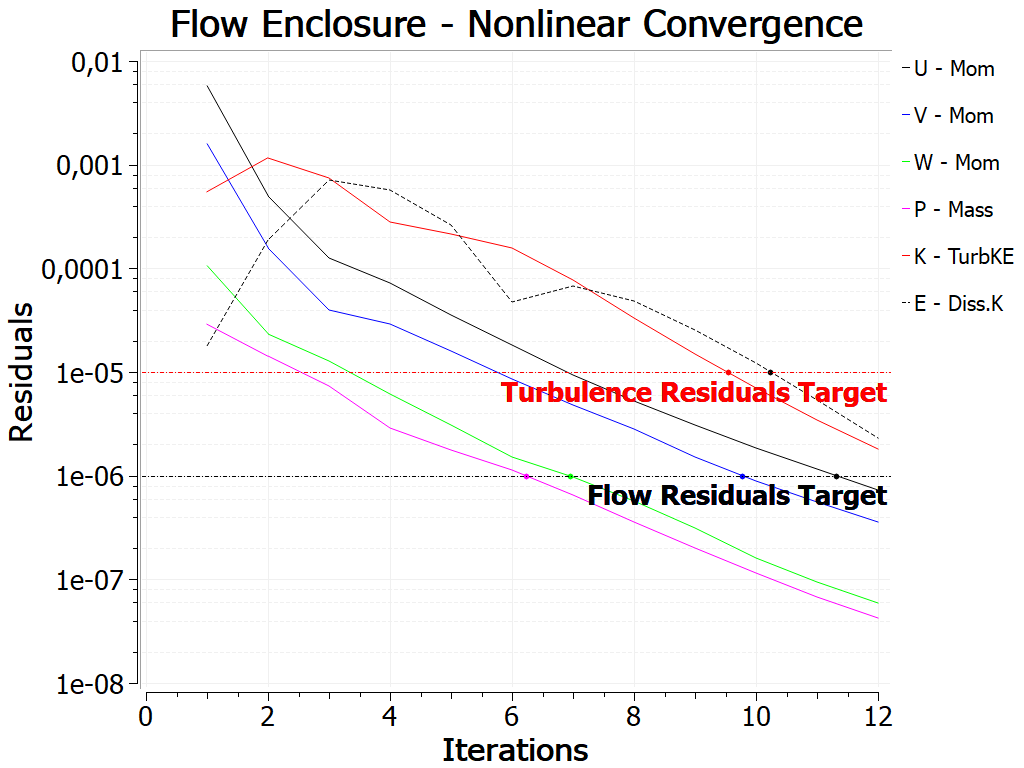 Flow Enclosure - Nonlinear Convergence
0,01
0,001
0,0001
1e-05
1e-06
1e-07
1e-08
Residuals
0 2 4 6 8 10 12
Iterations
Turbulence Residuals Target
Flow Residuals Target
U - Mom
V - Mom
W - Mom
P - Mass
K - TurbKE
E - Diss.K